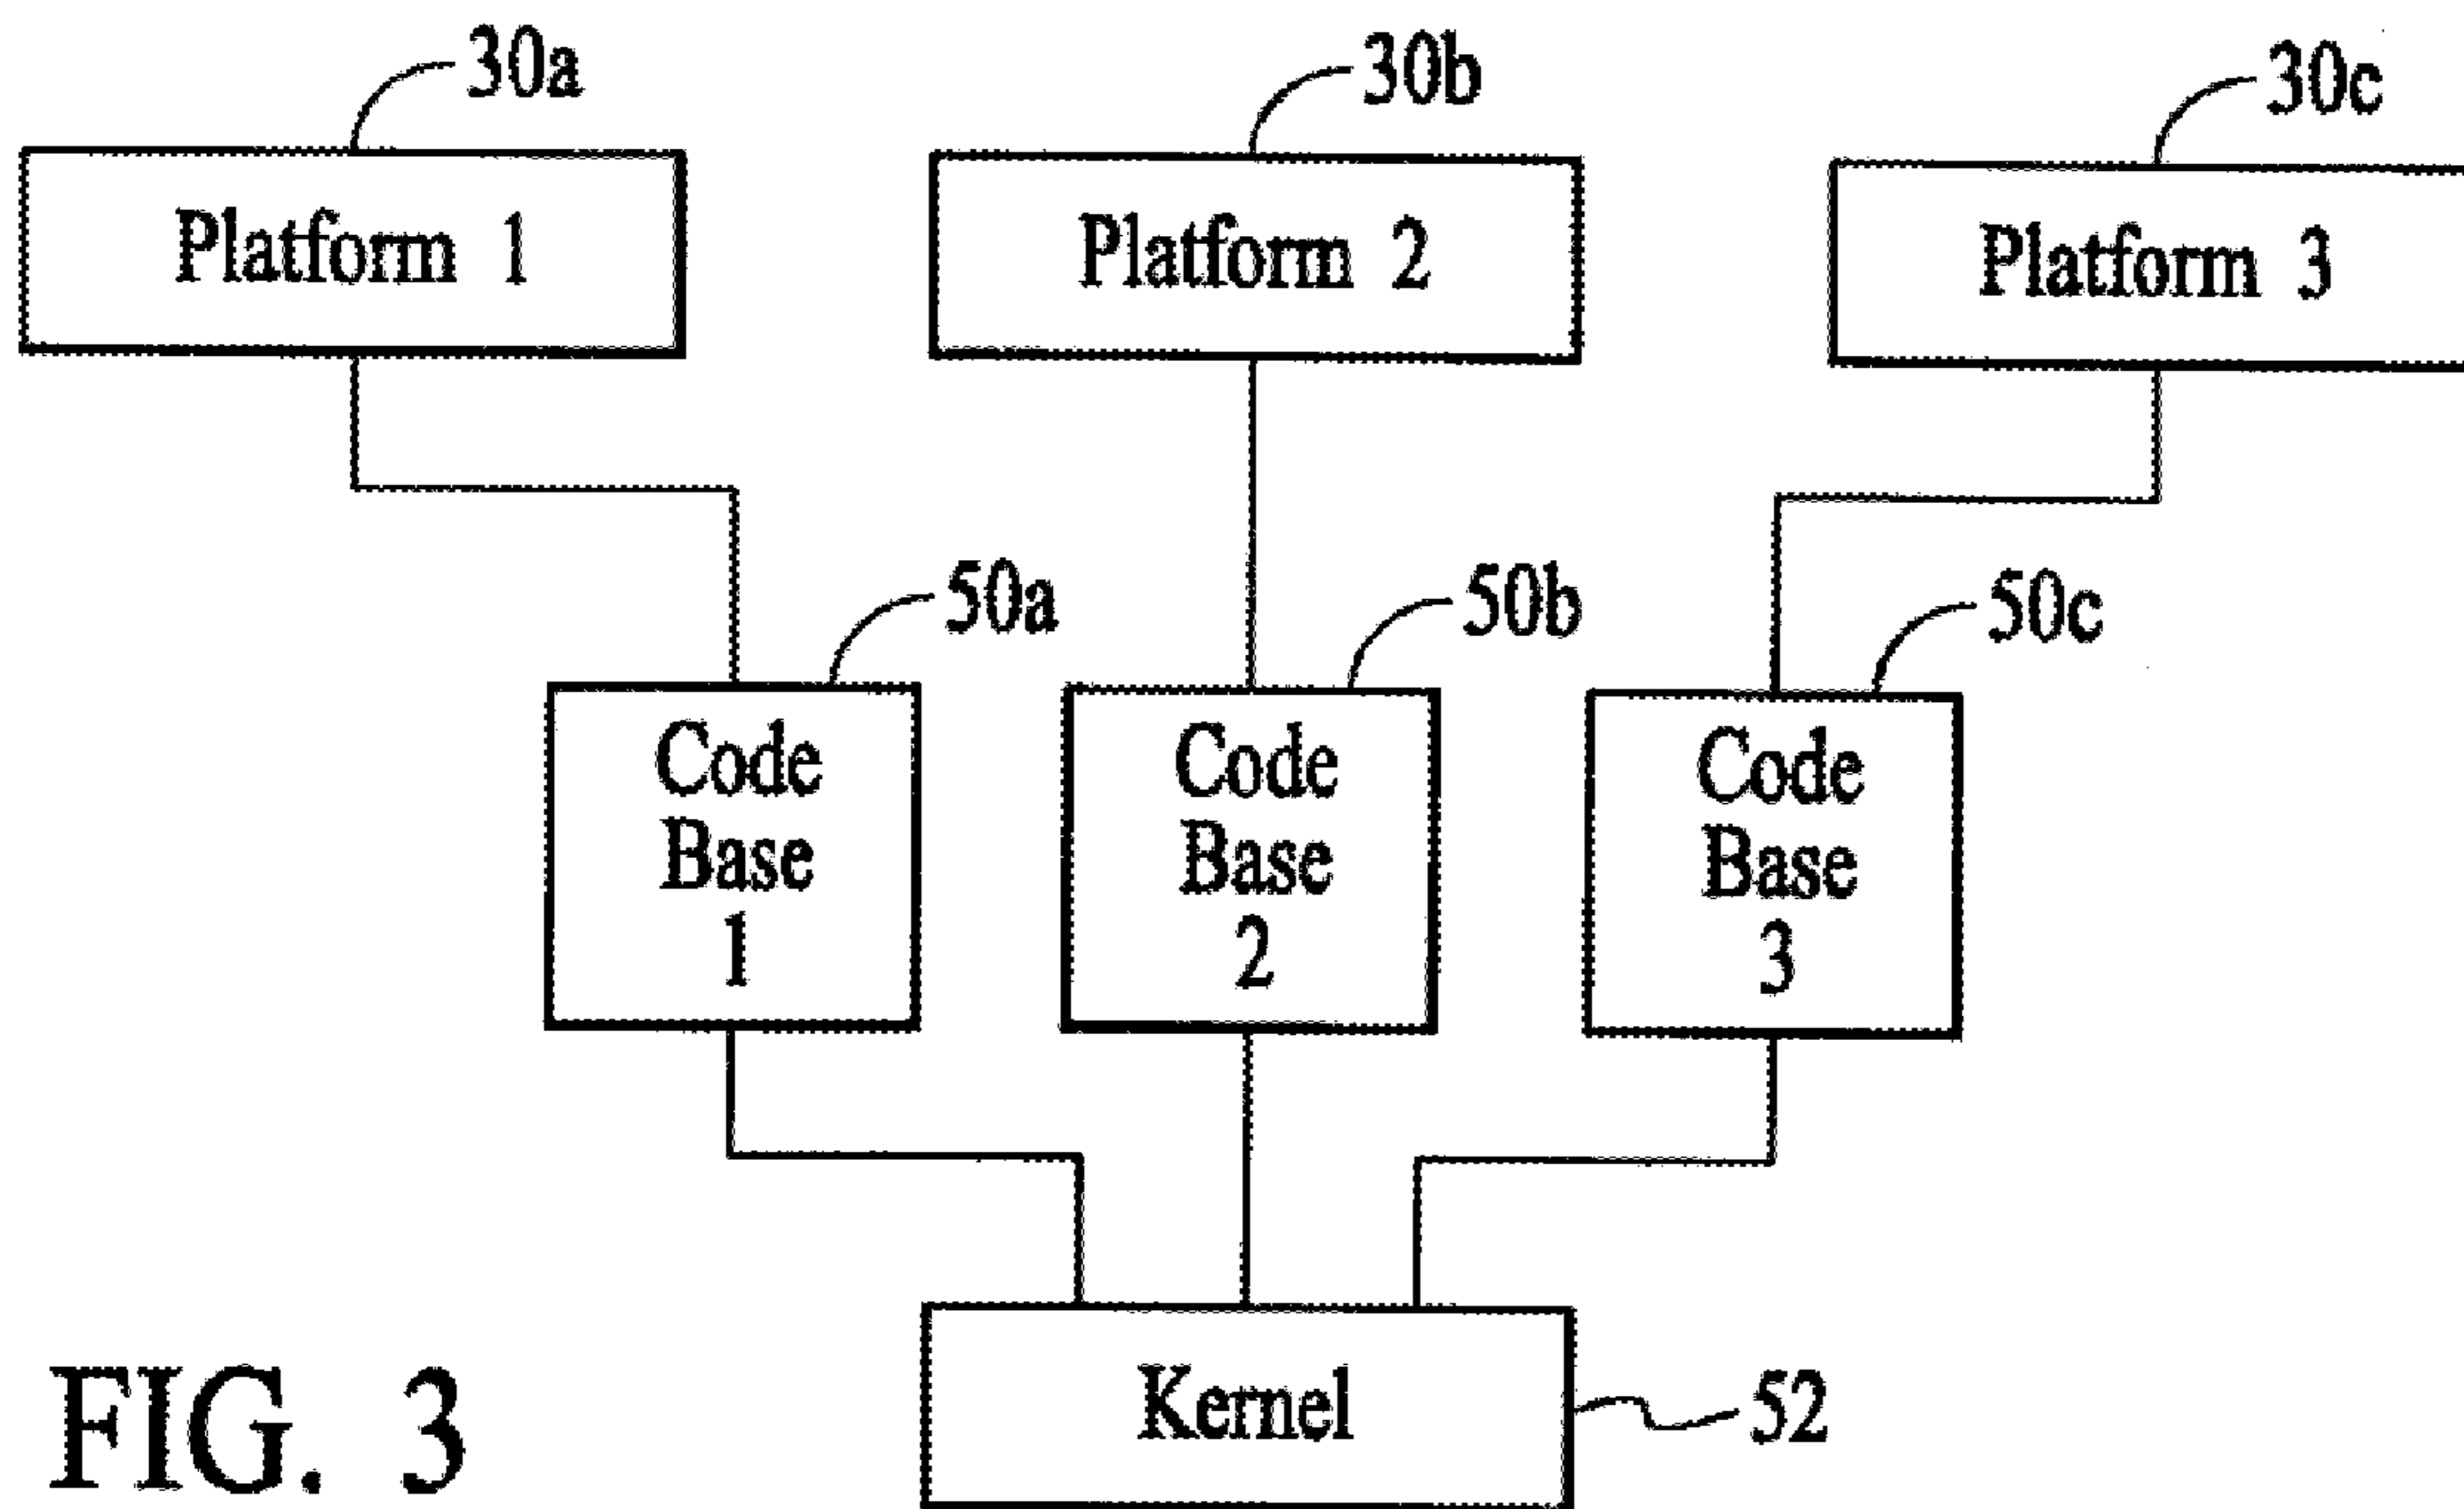 30a
30b
30c
Platform 1
Platform 2
Platform 3
50a
50b
50c
Code
Base
1
Code
Base
2
Code
Base
3
Kernel
52
FIG. 3